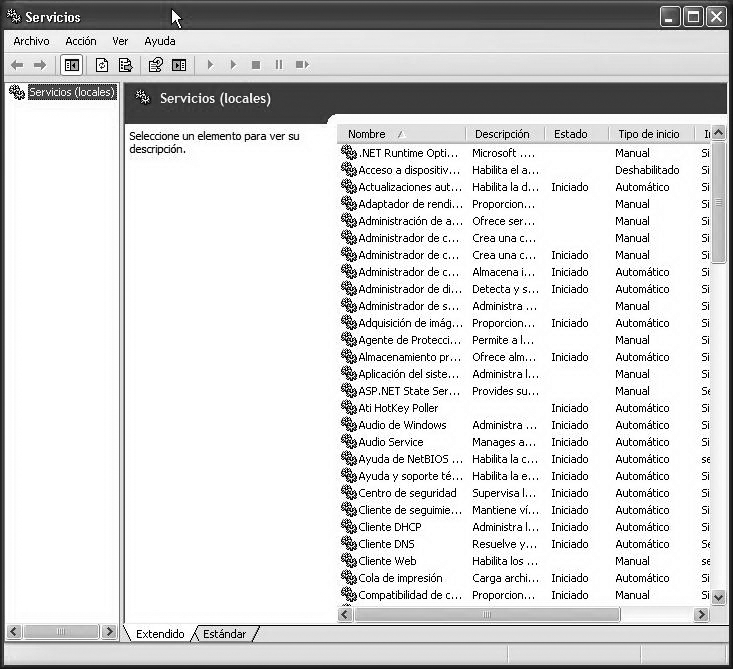 Servicios
Archivo Acción Ver Ayuda
Servicios (locales)
Servicios (locales)
Seleccione un elemento para ver su
descripción.
Nombre Descripción Estado Tipo de inicio I
.NET Runtime Opti... Microsoft .... Manual Si
Acceso a dispositiv... Habilita el a... Deshabilitado Si
Actualizaciones aut... Habilita la d... Iniciado Automático Si
Adaptador de rendi... Proporcion... Manual Si
Administración de a... Ofrece ser... Manual Si
Administrador de c... Crea una c... Manual Si
Administrador de c... Crea una c... Iniciado Manual Si
Administrador de c... Almacena i... Iniciado Automático Si
Administrador de di... Detecta y s... Iniciado Automático Si
Administrador de s... Administra ... Manual Si
Adquisición de imág... Proporcion... Iniciado Automático Si
Agente de Protecci... Permite a l... Manual Si
Almacenamiento pr... Ofrece alm... Iniciado Automático Si
Aplicación del siste... Administra l... Manual Si
ASP.NET State Ser... Provides su... Manual Se
Ati HotKey Poller Iniciado Automático Si
Audio de Windows Administra ... Iniciado Automático Si
Audio Service Manages a... Iniciado Automático Si
Ayuda de NetBIOS ... Habilita la c... Iniciado Automático se
Ayuda y soporte té... Habilita la e... Iniciado Automático Si
Centro de seguridad Supervisa l... Iniciado Automático Si
Cliente de seguimie... Mantiene ví... Iniciado Automático Si
Cliente DHCP Administra l... Iniciado Automático Si
Cliente DNS Resuelve y... Iniciado Automático Se
Cliente Web Habilita los ... Manual se
Cola de impresión Carga archi... Iniciado Automático Si
Compatibilidad de c... Proporcion... Iniciado Manual Si
Extendido Estándar